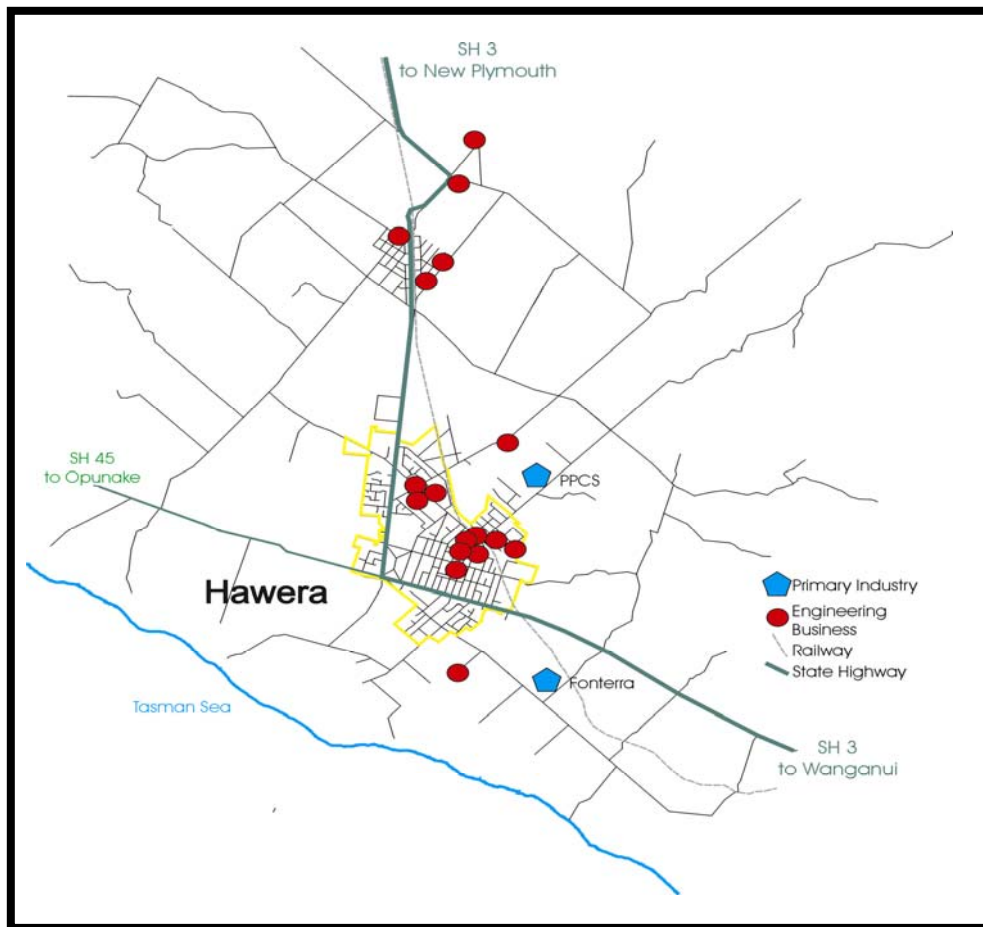 SH 3
to New Plymouth
SH 45
to Opunake
PPCS
Hawera
Primary Industry
Engineering
Business
Railway
State Highway
Fonterra
Tasman Sea
SH 3
to Wanganui